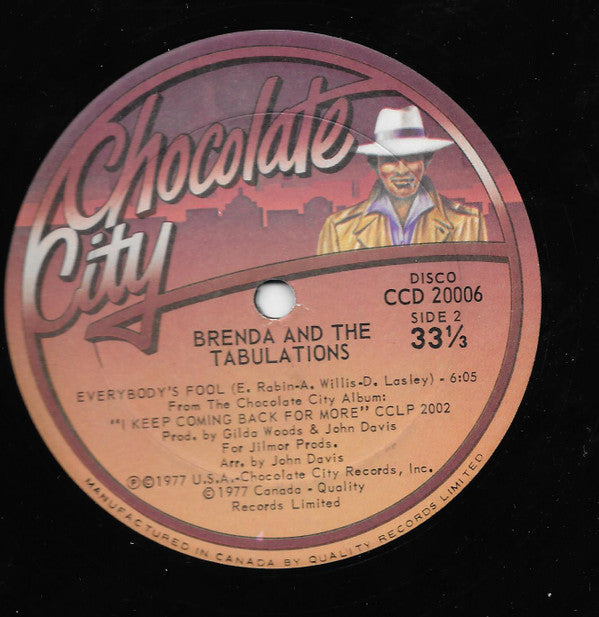 Chocolate
City
DISCO
CCD 20006
SIDE 2
33⅓
BRENDA AND THE
TABULATIONS
EVERYBODY'S FOOL (E. Rabin-A. Willis-D. Lasley) - 6:05
From The Chocolate City Album:
"I KEEP COMING BACK FOR MORE" CCLP 2002
Prod. by Gilda Woods & John Davis
For Jilmor Prods.
Arr. by John Davis
℗©1977 U.S.A.-Chocolate City Records, Inc.
©1977 Canada - Quality
Records Limited
MANUFACTURED IN CANADA BY QUALITY RECORDS LIMITED